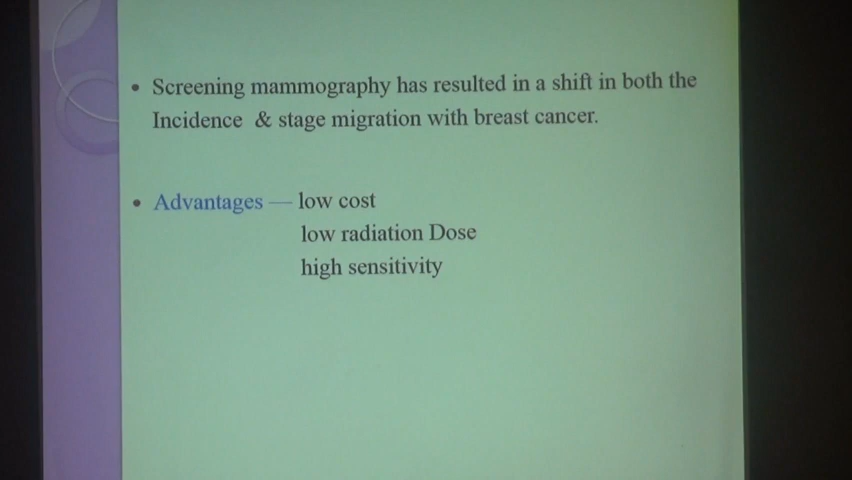 • Screening mammography has resulted in a shift in both the
Incidence & stage migration with breast cancer.
• Advantages — low cost
low radiation Dose
high sensitivity